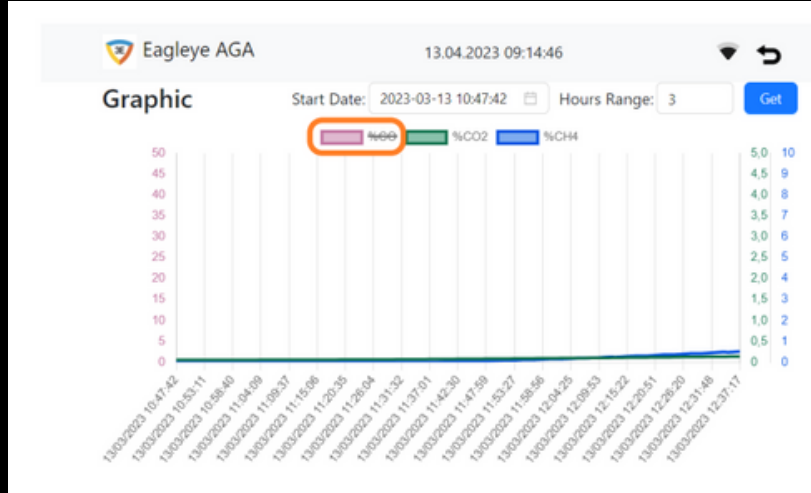 Eagleye AGA 13.04.2023 09:14:46
Graphic Start Date: 2023-03-13 10:47:42 Hours Range: 3 Get
%CO %CO2 %CH4
50 5,0 10
45 4,5 9
40 4,0 8
35 3,5 7
30 3,0 6
25 2,5 5
20 2,0 4
15 1,5 3
10 1,0 2
5 0,5 1
0 0 0
13/03/2023 10:47:42
13/03/2023 10:53:11
13/03/2023 10:58:40
13/03/2023 11:04:09
13/03/2023 11:09:37
13/03/2023 11:15:06
13/03/2023 11:20:35
13/03/2023 11:26:04
13/03/2023 11:31:32
13/03/2023 11:37:01
13/03/2023 11:42:30
13/03/2023 11:47:59
13/03/2023 11:53:27
13/03/2023 11:58:56
13/03/2023 12:04:25
13/03/2023 12:09:53
13/03/2023 12:15:22
13/03/2023 12:20:51
13/03/2023 12:26:20
13/03/2023 12:31:48
13/03/2023 12:37:17